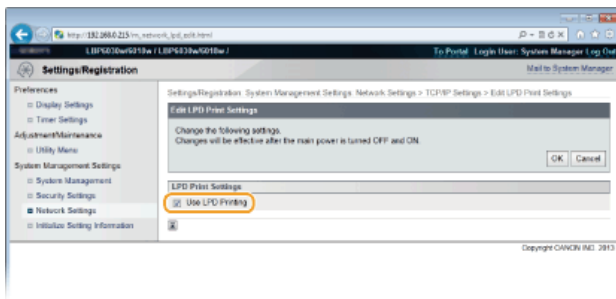 http://192.168.0.215/m_network_lpd_edit.html
LBP6030w/6018w / LBP6030w/6018w /
To Portal Login User: System Manager Log Out
Settings/Registration
Mail to System Manager
Preferences
Display Settings
Timer Settings
Adjustment/Maintenance
Utility Menu
System Management Settings
System Management
Security Settings
Network Settings
Initialize Setting Information
Settings/Registration: System Management Settings: Network Settings > TCP/IP Settings > Edit LPD Print Settings
Edit LPD Print Settings
Change the following settings.
Changes will be effective after the main power is turned OFF and ON.
OK Cancel
LPD Print Settings
Use LPD Printing
Copyright CANON INC. 2013